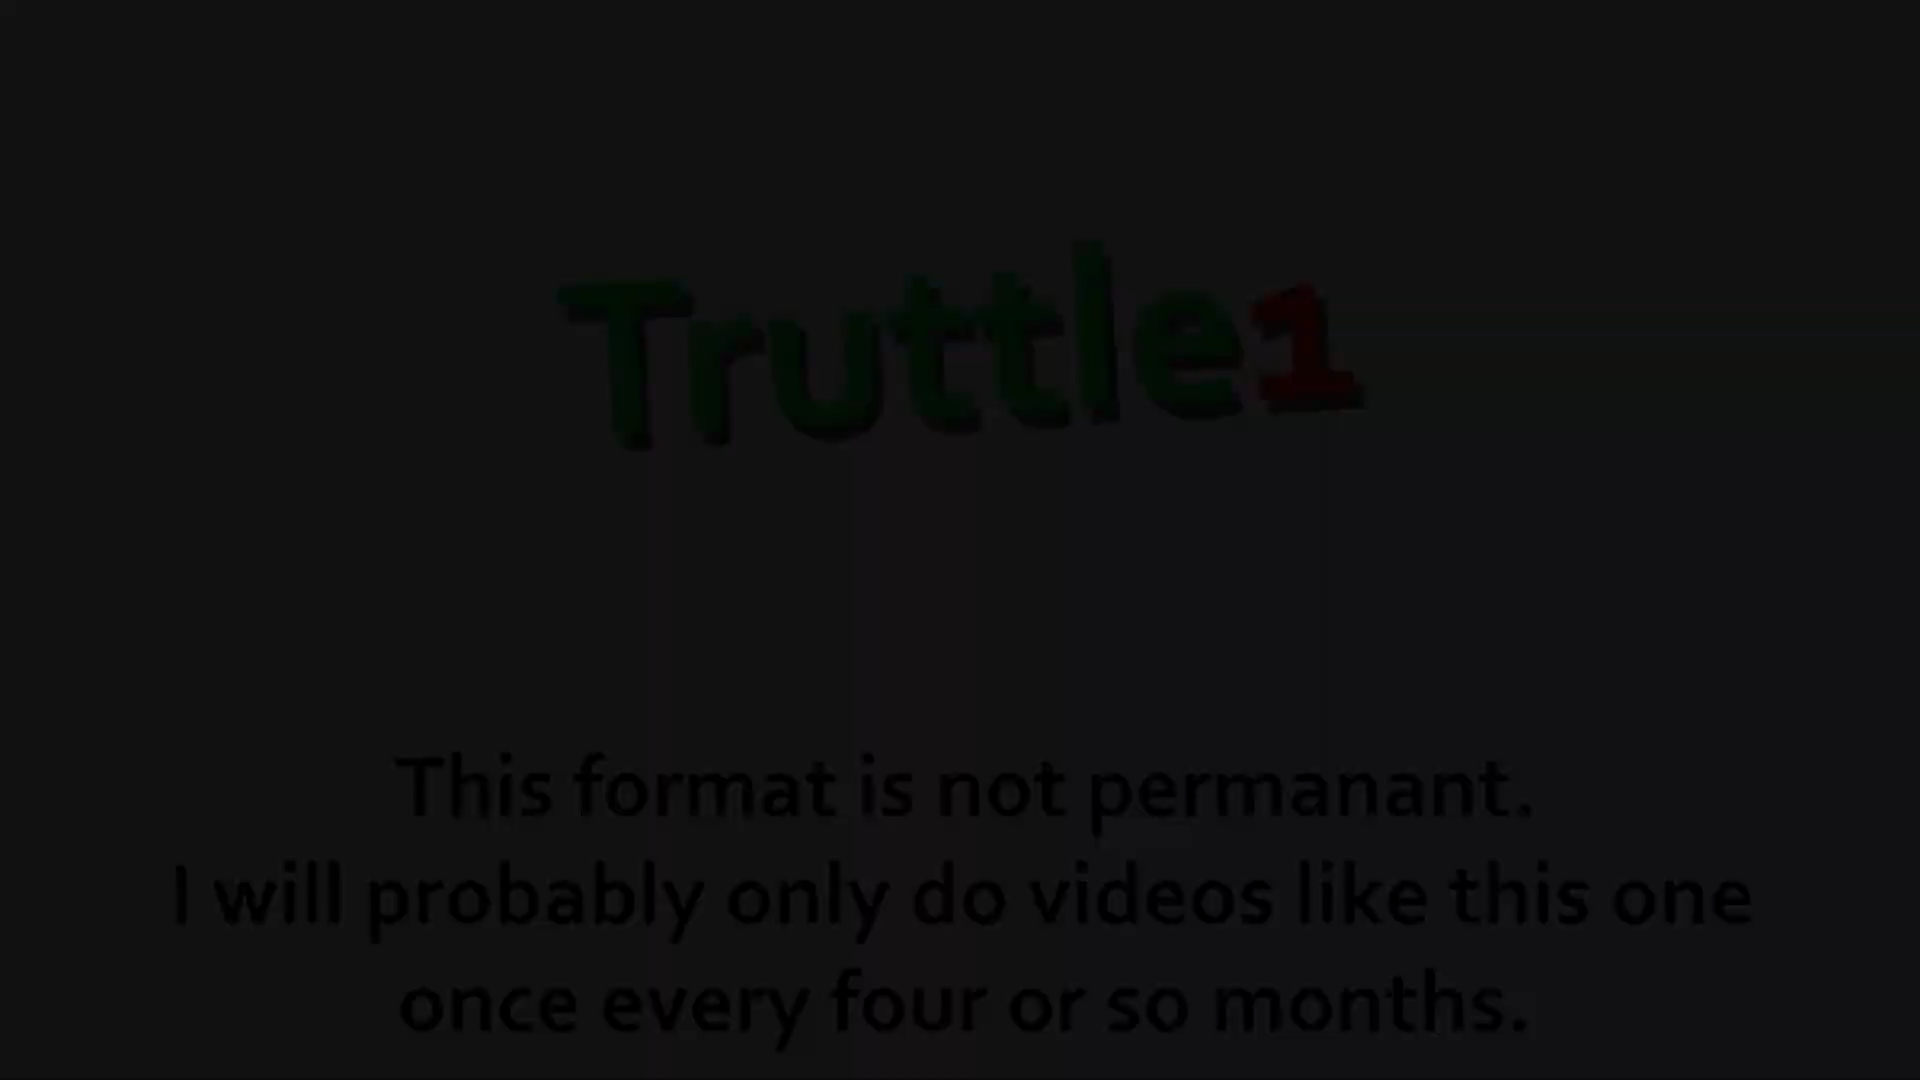 Truttle1
This format is not permanant.
I will probably only do videos like this one
once every four or so months.